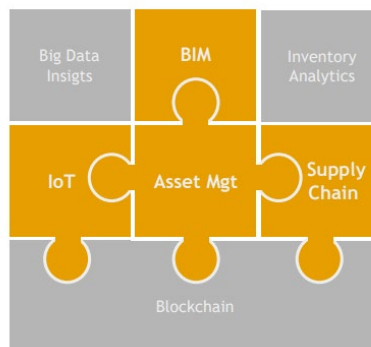 Big Data
Insigts
BIM
Inventory
Analytics
IoT
Asset Mgt
Supply
Chain
Blockchain